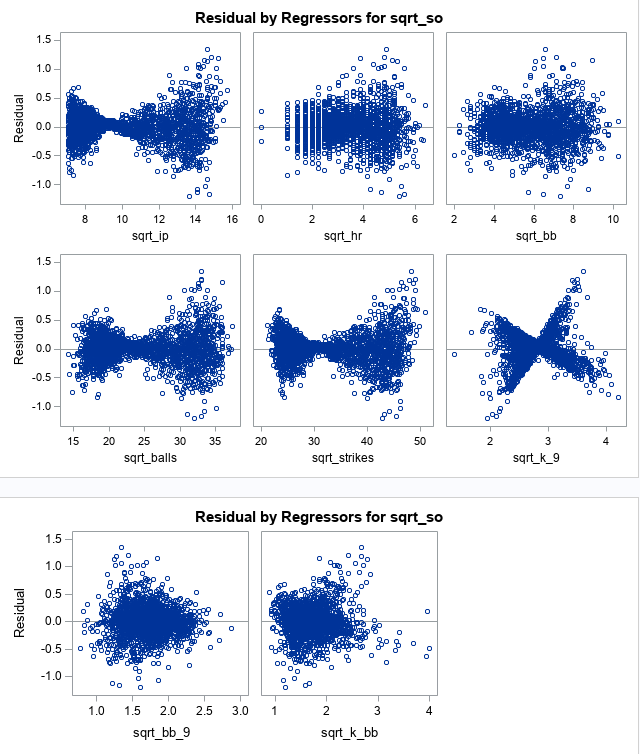 Residual by Regressors for sqrt_so
1.5
1.0
0.5
0.0
-0.5
-1.0
Residual
8 10 12 14 16
0 2 4 6
2 4 6 8 10
sqrt_ip
sqrt_hr
sqrt_bb
1.5
1.0
0.5
0.0
-0.5
-1.0
Residual
15 20 25 30 35
20 30 40 50
2 3 4
sqrt_balls
sqrt_strikes
sqrt_k_9
Residual by Regressors for sqrt_so
1.5
1.0
0.5
0.0
-0.5
-1.0
Residual
1.0 1.5 2.0 2.5 3.0
1 2 3 4
sqrt_bb_9
sqrt_k_bb